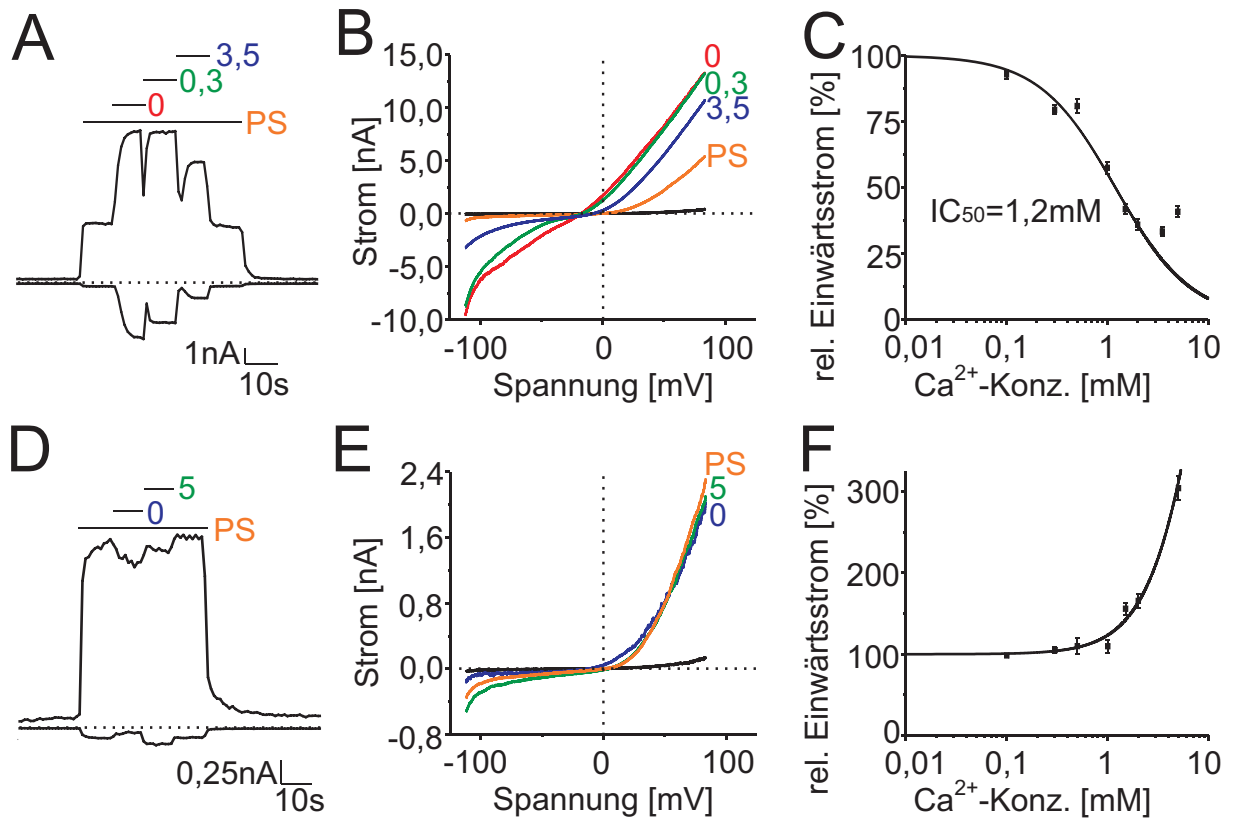 A
3,5
0,3
0
PS
1nA
10s
B
Strom [nA]
15,0
10,0
5,0
0,0
-5,0
-10,0
0
0,3
3,5
PS
-100
0
100
Spannung [mV]
C
rel. Einwärtsstrom [%]
100
75
50
25
0
IC50=1,2mM
0,01
0,1
1
10
Ca2+-Konz. [mM]
D
5
0
PS
0,25nA
10s
E
Strom [nA]
2,4
1,6
0,8
0,0
-0,8
PS
5
0
-100
0
100
Spannung [mV]
F
rel. Einwärtsstrom [%]
300
200
100
0
0,01
0,1
1
10
Ca2+-Konz. [mM]